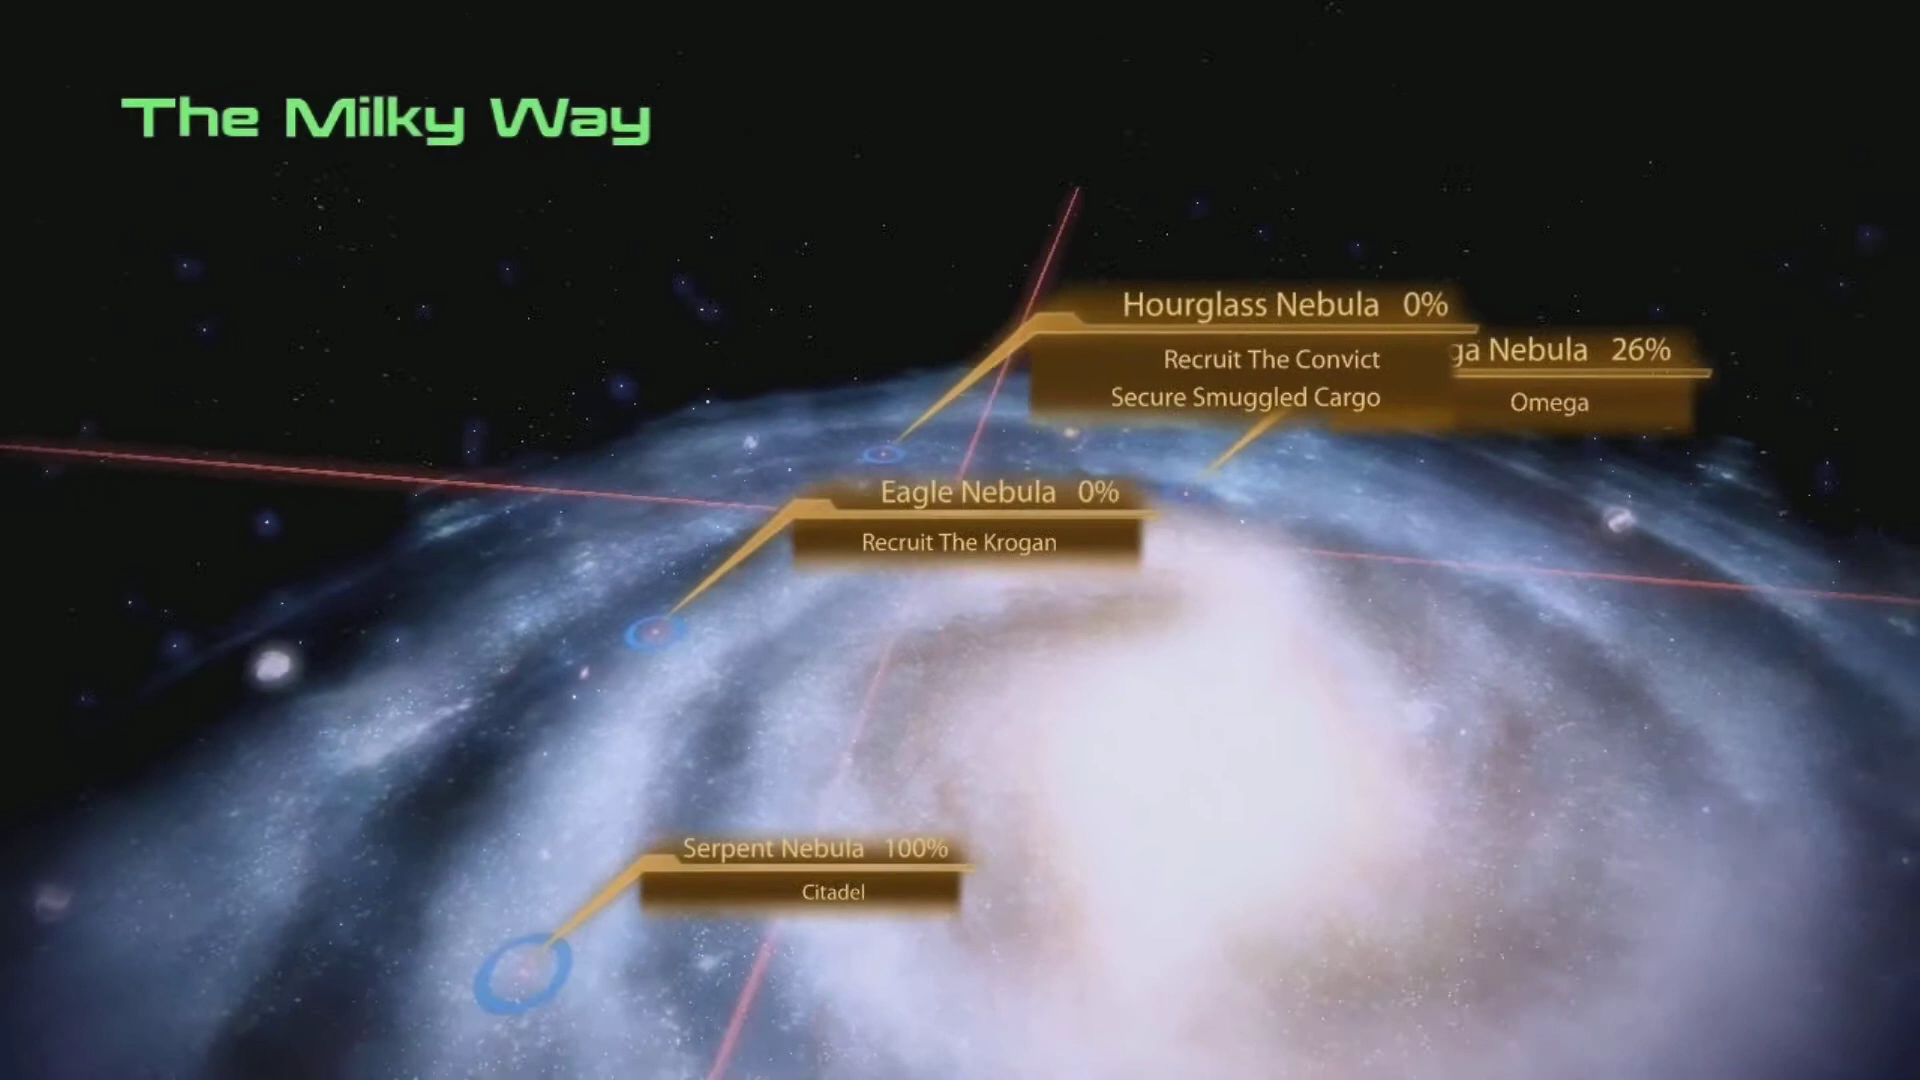 The Milky Way
Hourglass Nebula 0%
Recruit The Convict
Secure Smuggled Cargo
Nebula 26%
Omega
Eagle Nebula 0%
Recruit The Krogan
Serpent Nebula 100%
Citadel